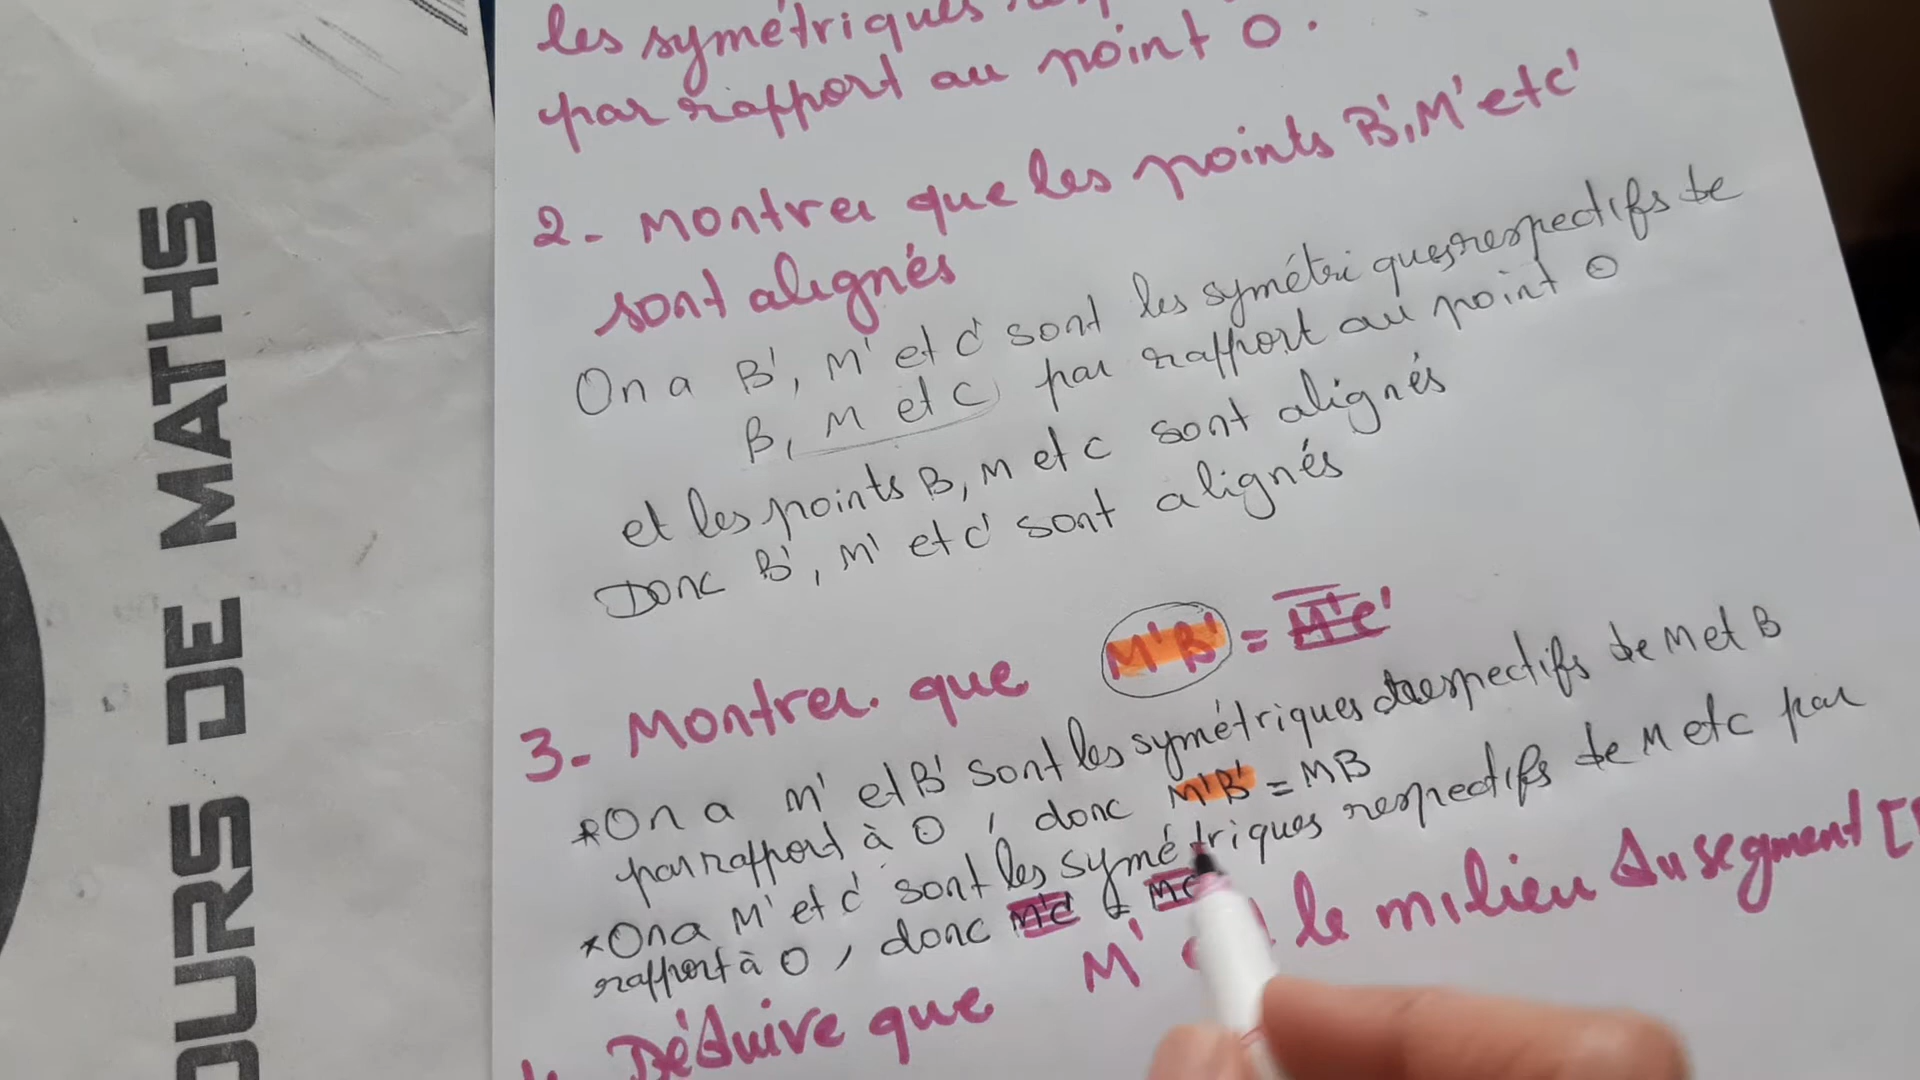 les symétriques
par rapport au point O.
2- Montrer que les points B', M' et C'
sont alignés
On a B', M' et C' sont les symétriques respectifs de
B, M et C par rapport au point O
et les points B, M et C sont alignés
Donc B', M' et C' sont alignés
3- Montrer que M'B' = M'C'
*On a M' et B' sont les symétriques respectifs de M et B
par rapport à O, donc M'B' = MB
*On a M' et C' sont les symétriques respectifs de M et C par
rapport à O, donc M'C' = MC
Déduire que M' le milieu du segment [
OURS DE MATHS